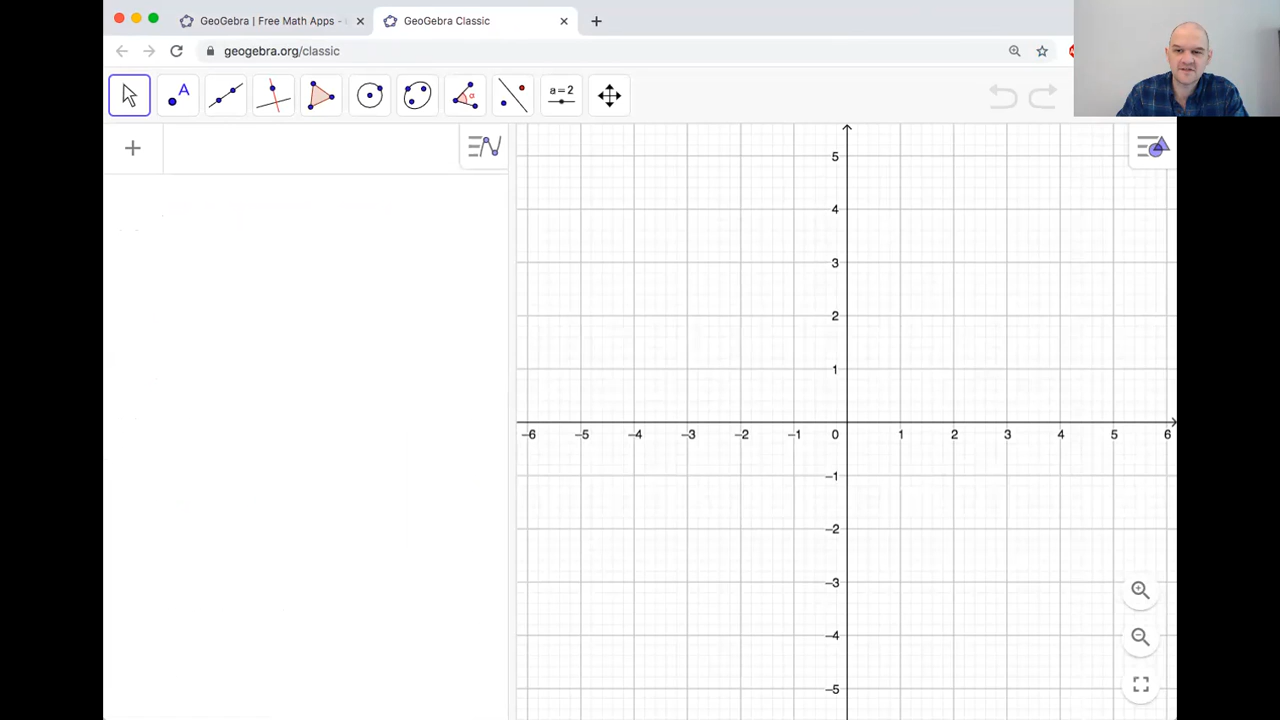 GeoGebra | Free Math Apps -
GeoGebra Classic
geogebra.org/classic
A
α
a=2
5
4
3
2
1
–6 –5 –4 –3 –2 –1 0 1 2 3 4 5 6
–1
–2
–3
–4
–5